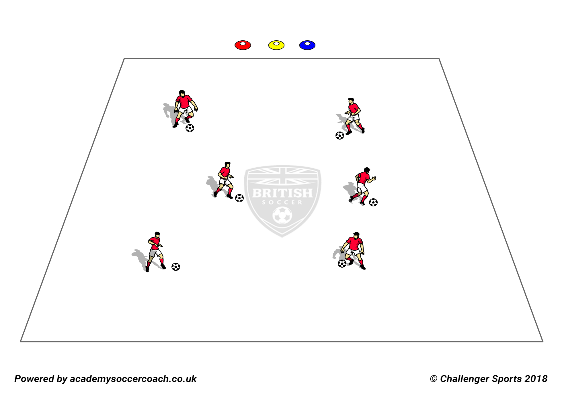 BRITISH
SOCCER
Powered by academysoccercoach.co.uk
© Challenger Sports 2018